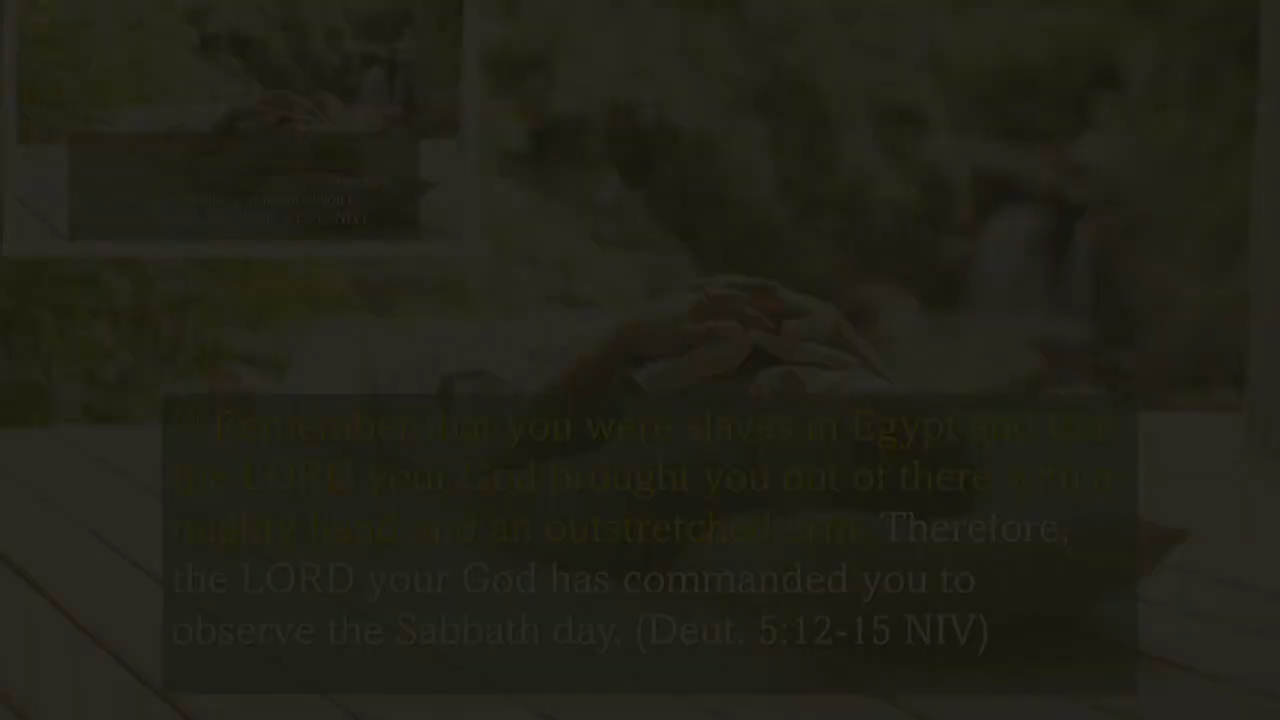 Remember that you were slaves in Egypt and that
the LORD your God brought you out of there with a
mighty hand and an outstretched arm. Therefore,
the LORD your God has commanded you to
observe the Sabbath day. (Deut. 5:12-15 NIV)